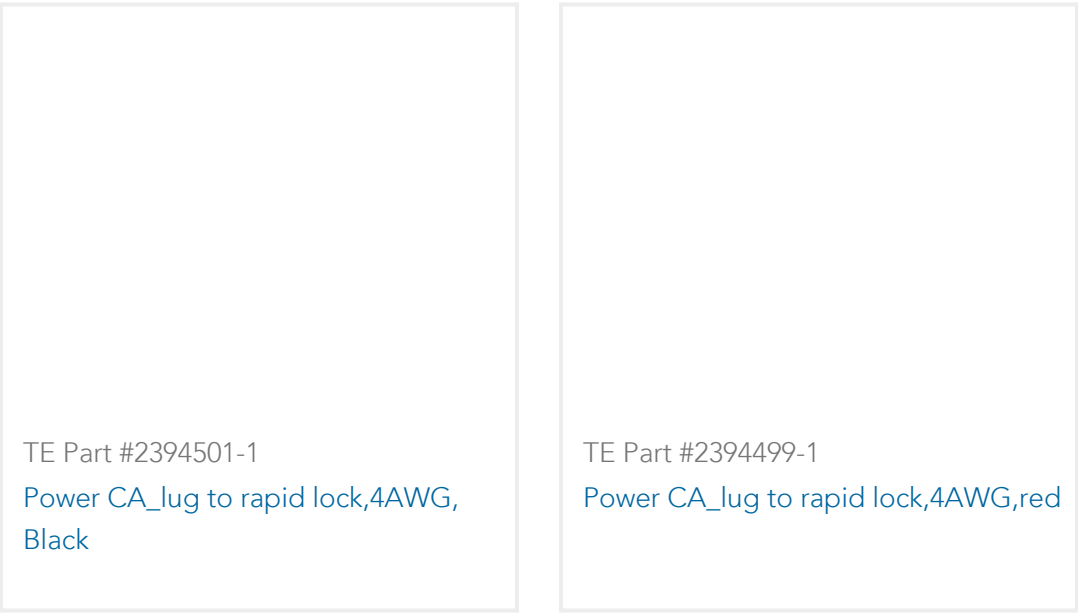 TE Part #2394501-1
Power CA_lug to rapid lock,4AWG,
Black
TE Part #2394499-1
Power CA_lug to rapid lock,4AWG,red